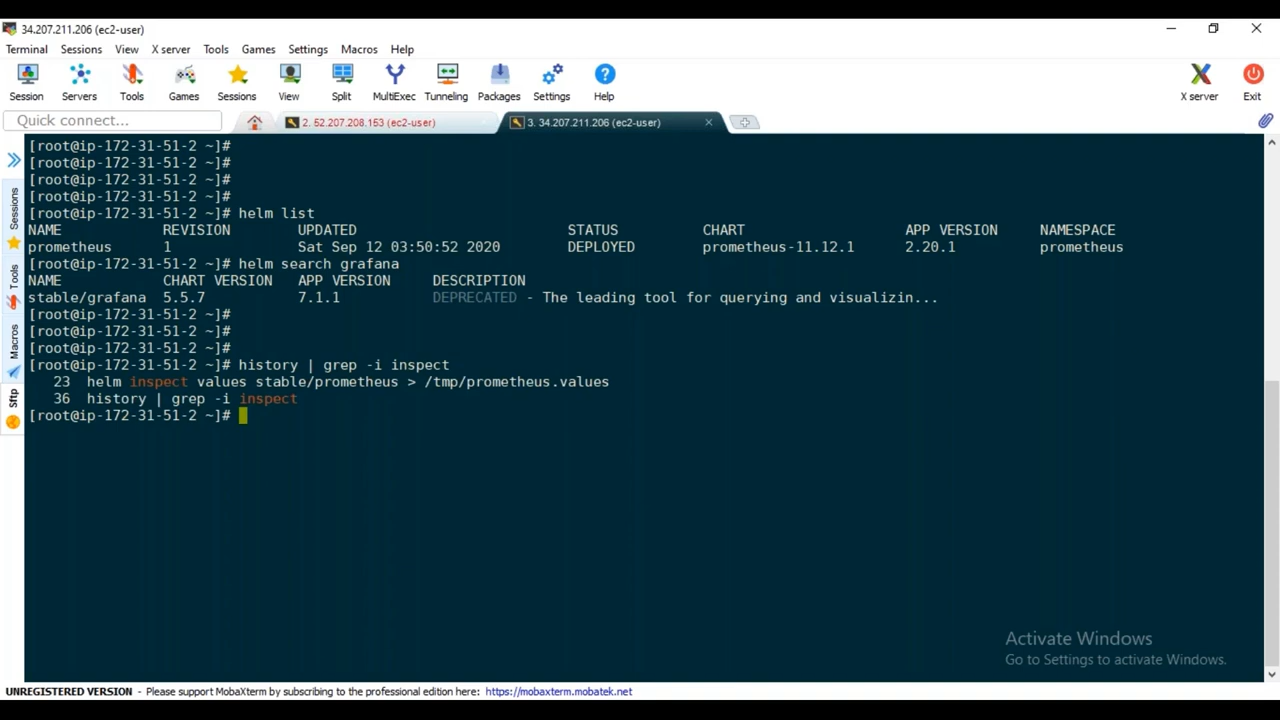 34.207.211.206 (ec2-user)
Terminal Sessions View X server Tools Games Settings Macros Help
Session Servers Tools Games Sessions View Split MultiExec Tunneling Packages Settings Help X server Exit
Quick connect... 2. 52.207.208.153 (ec2-user) 3. 34.207.211.206 (ec2-user)
Sessions
Tools
Macros
Sftp
[root@ip-172-31-51-2 ~]#
[root@ip-172-31-51-2 ~]#
[root@ip-172-31-51-2 ~]#
[root@ip-172-31-51-2 ~]#
[root@ip-172-31-51-2 ~]# helm list
NAME REVISION UPDATED STATUS CHART APP VERSION NAMESPACE
prometheus 1 Sat Sep 12 03:50:52 2020 DEPLOYED prometheus-11.12.1 2.20.1 prometheus
[root@ip-172-31-51-2 ~]# helm search grafana
NAME CHART VERSION APP VERSION DESCRIPTION
stable/grafana 5.5.7 7.1.1 DEPRECATED - The leading tool for querying and visualizin...
[root@ip-172-31-51-2 ~]#
[root@ip-172-31-51-2 ~]#
[root@ip-172-31-51-2 ~]#
[root@ip-172-31-51-2 ~]# history | grep -i inspect
23 helm inspect values stable/prometheus > /tmp/prometheus.values
36 history | grep -i inspect
[root@ip-172-31-51-2 ~]#
Activate Windows
Go to Settings to activate Windows.
UNREGISTERED VERSION - Please support MobaXterm by subscribing to the professional edition here: https://mobaxterm.mobatek.net